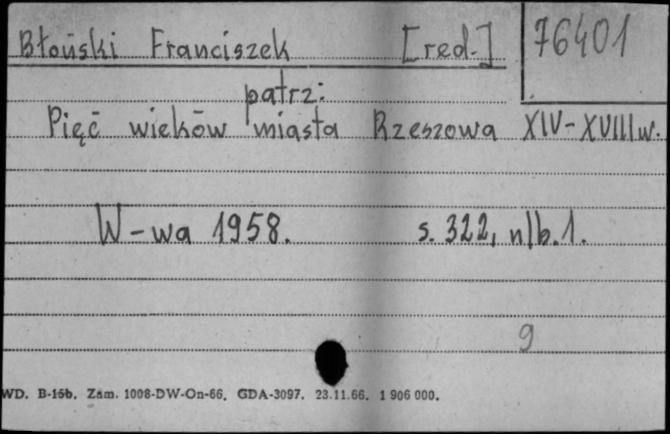 Błoński Franciszek [red.] 76401
patrz:
Pięć wieków miasta Rzeszowa XIV-XVIII w.
W-wa 1958. s. 322, nlb. 1.
9
WD. B-15b. Zam. 1008-DW-On-66. GDA-3097. 23.11.66. 1 906 000.